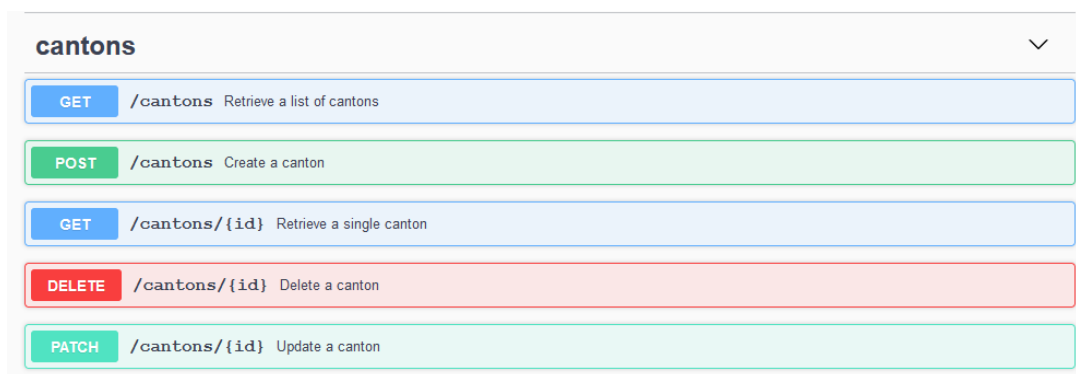 cantons
GET /cantons Retrieve a list of cantons
POST /cantons Create a canton
GET /cantons/{id} Retrieve a single canton
DELETE /cantons/{id} Delete a canton
PATCH /cantons/{id} Update a canton